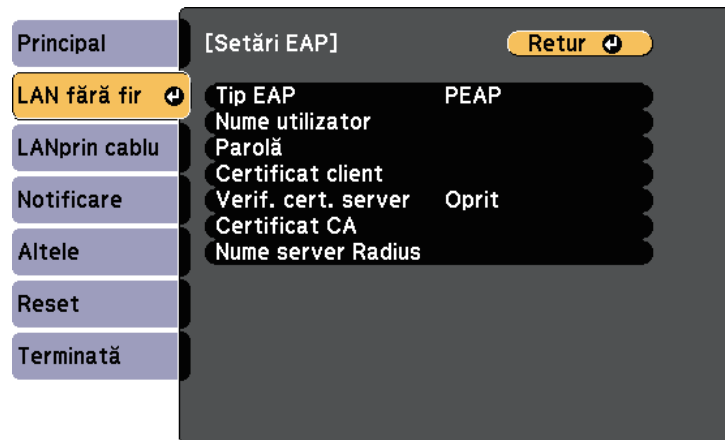 Principal
LAN fără fir
LANprin cablu
Notificare
Altele
Reset
Terminată
[Setări EAP]
Retur
Tip EAP PEAP
Nume utilizator
Parolă
Certificat client
Verif. cert. server Oprit
Certificat CA
Nume server Radius